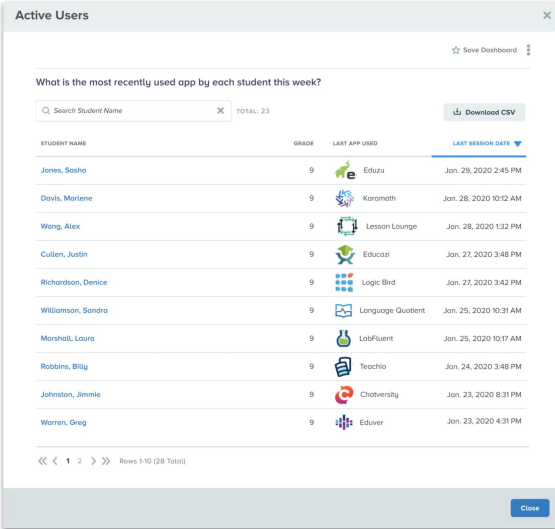 Active Users
Save Dashboard
What is the most recently used app by each student this week?
Search Student Name TOTAL: 23 Download CSV
STUDENT NAME GRADE LAST APP USED LAST SESSION DATE
Jones, Sasha 9 e Eduzu Jan. 29, 2020 2:45 PM
Davis, Marlene 9 Karamath Jan. 28, 2020 10:12 AM
Wong, Alex 9 Lesson Lounge Jan. 28, 2020 1:32 PM
Cullen, Justin 9 Educazi Jan. 27, 2020 3:48 PM
Richardson, Denice 9 Logic Bird Jan. 27, 2020 3:42 PM
Williamson, Sandra 9 Language Quotient Jan. 25, 2020 10:31 AM
Marshall, Laura 9 LabFluent Jan. 25, 2020 10:17 AM
Robbins, Billy 9 Teachio Jan. 24, 2020 3:48 PM
Johnston, Jimmie 9 Chatversity Jan. 23, 2020 8:31 PM
Warren, Greg 9 Eduver Jan. 23, 2020 4:31 PM
1 2 Rows 1-10 (28 Total)
Close